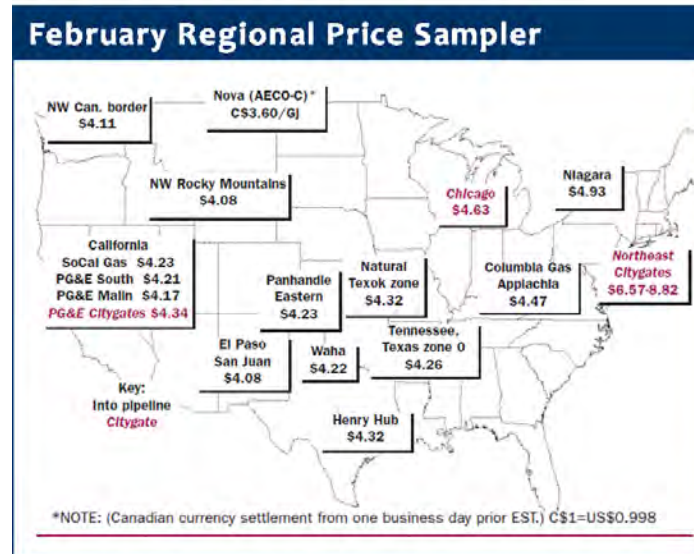 February Regional Price Sampler
NW Can. border
$4.11
Nova (AECO-C)*
C$3.60/GJ
NW Rocky Mountains
$4.08
Chicago
$4.63
Niagara
$4.93
California
SoCal Gas $4.23
PG&E South $4.21
PG&E Malin $4.17
PG&E Citygates $4.34
Panhandle
Eastern
$4.23
Natural
Texok zone
$4.32
Columbia Gas
Applachia
$4.47
Northeast
Citygates
$6.57-8.82
El Paso
San Juan
$4.08
Waha
$4.22
Tennessee,
Texas zone 0
$4.26
Key:
Into pipeline
Citygate
Henry Hub
$4.32
*NOTE: (Canadian currency settlement from one business day prior EST.) C$1=US$0.998